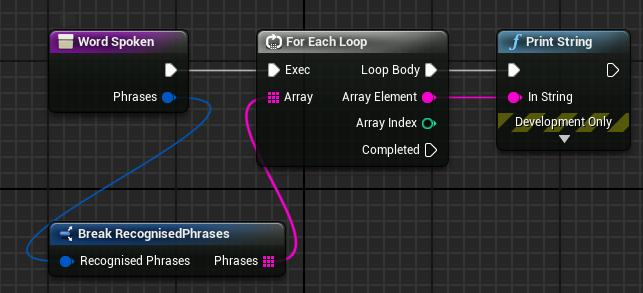 Word Spoken
Phrases
For Each Loop
Exec
Loop Body
Array
Array Element
Array Index
Completed
Print String
In String
Development Only
Break RecognisedPhrases
Recognised Phrases
Phrases